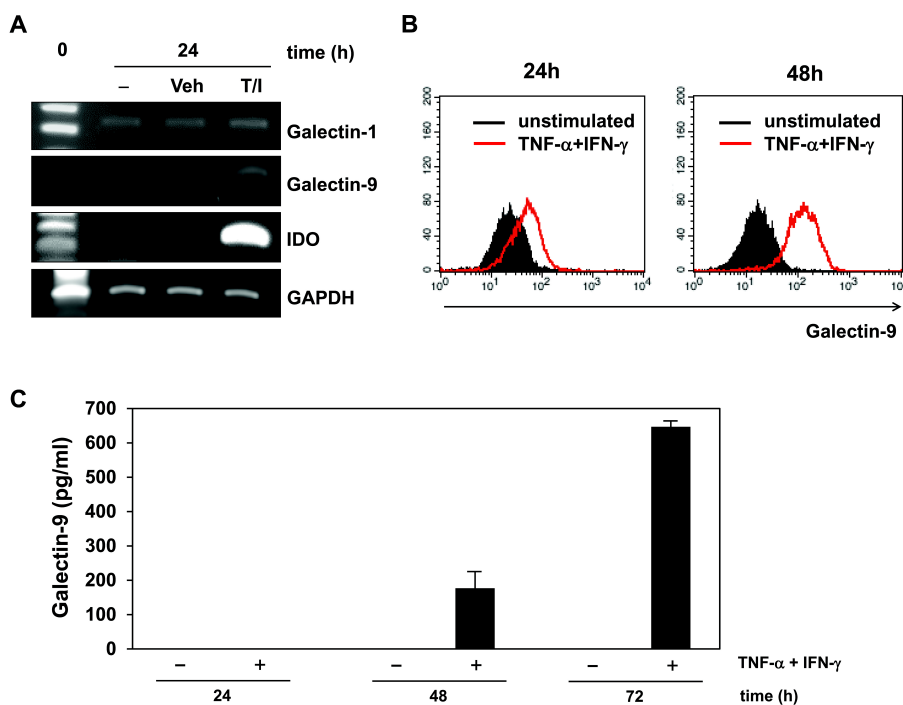 A
0 24 time (h)
– Veh T/I
Galectin-1
Galectin-9
IDO
GAPDH
B
24h
200
160
120
80
40
0
unstimulated
TNF-α+IFN-γ
10⁰ 10¹ 10² 10³ 10⁴
48h
200
160
120
80
40
0
unstimulated
TNF-α+IFN-γ
10⁰ 10¹ 10² 10³
Galectin-9
C
Galectin-9 (pg/ml)
700
600
500
400
300
200
100
0
– + – + – + TNF-α + IFN-γ
24 48 72 time (h)